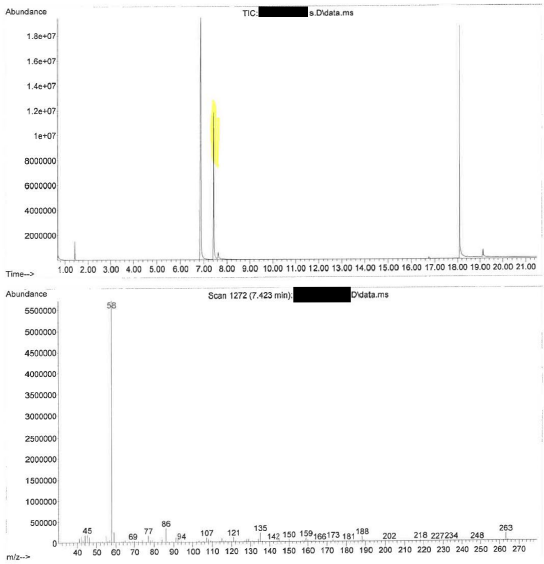 Abundance
TIC: s.D\data.ms
1.8e+07
1.6e+07
1.4e+07
1.2e+07
1e+07
8000000
6000000
4000000
2000000
1.00 2.00 3.00 4.00 5.00 6.00 7.00 8.00 9.00 10.00 11.00 12.00 13.00 14.00 15.00 16.00 17.00 18.00 19.00 20.00 21.00
Time-->
Abundance
Scan 1272 (7.423 min): D\data.ms
58
5500000
5000000
4500000
4000000
3500000
3000000
2500000
2000000
1500000
1000000
500000
45 69 77 86 94 107 121 135 142 150 159 166 173 181 188 202 218 227 234 248 263
0
40 50 60 70 80 90 100 110 120 130 140 150 160 170 180 190 200 210 220 230 240 250 260 270
m/z-->